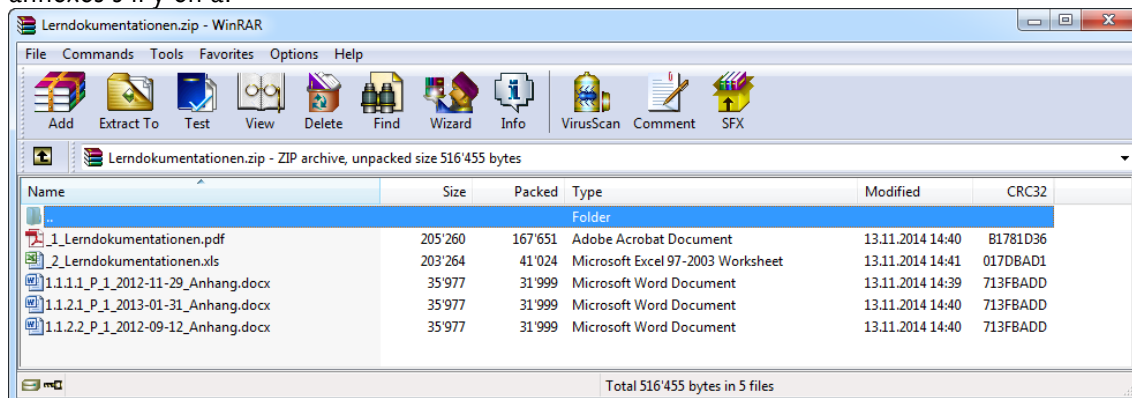 Lerndokumentationen.zip - WinRAR
File Commands Tools Favorites Options Help
Add Extract To Test View Delete Find Wizard Info VirusScan Comment SFX
Lerndokumentationen.zip - ZIP archive, unpacked size 516'455 bytes
Name Size Packed Type Modified CRC32
.. Folder
_1_Lerndokumentationen.pdf 205'260 167'651 Adobe Acrobat Document 13.11.2014 14:40 B1781D36
_2_Lerndokumentationen.xls 203'264 41'024 Microsoft Excel 97-2003 Worksheet 13.11.2014 14:41 017DBAD1
1.1.1.1_P_1_2012-11-29_Anhang.docx 35'977 31'999 Microsoft Word Document 13.11.2014 14:39 713FBADD
1.1.2.1_P_1_2013-01-31_Anhang.docx 35'977 31'999 Microsoft Word Document 13.11.2014 14:40 713FBADD
1.1.2.2_P_1_2012-09-12_Anhang.docx 35'977 31'999 Microsoft Word Document 13.11.2014 14:40 713FBADD
Total 516'455 bytes in 5 files